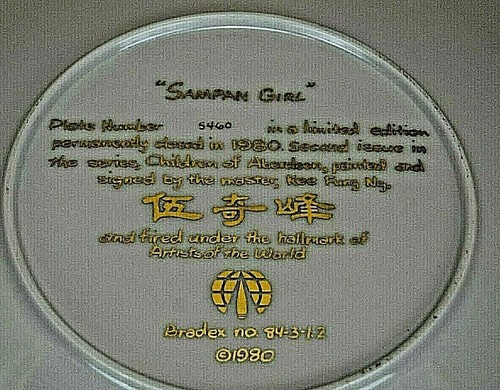 "SAMPAN GIRL"
Plate Number 5460 in a limited edition
permanently closed in 1980. Second issue in
the series, Children of Aberdeen, painted and
signed by the master, Kee Fung Ng,
伍奇峰
and fired under the hallmark of
Artists of the World
Bradex no. 84-3-1.2
©1980